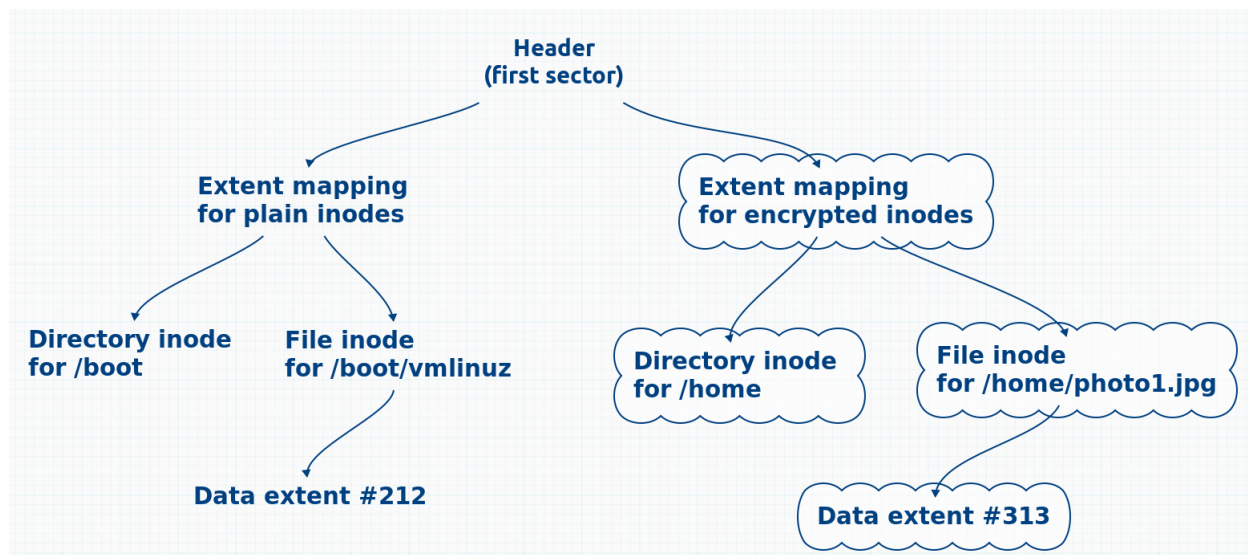 Header
(first sector)
Extent mapping
for plain inodes
Extent mapping
for encrypted inodes
Directory inode
for /boot
File inode
for /boot/vmlinuz
Directory inode
for /home
File inode
for /home/photo1.jpg
Data extent #212
Data extent #313